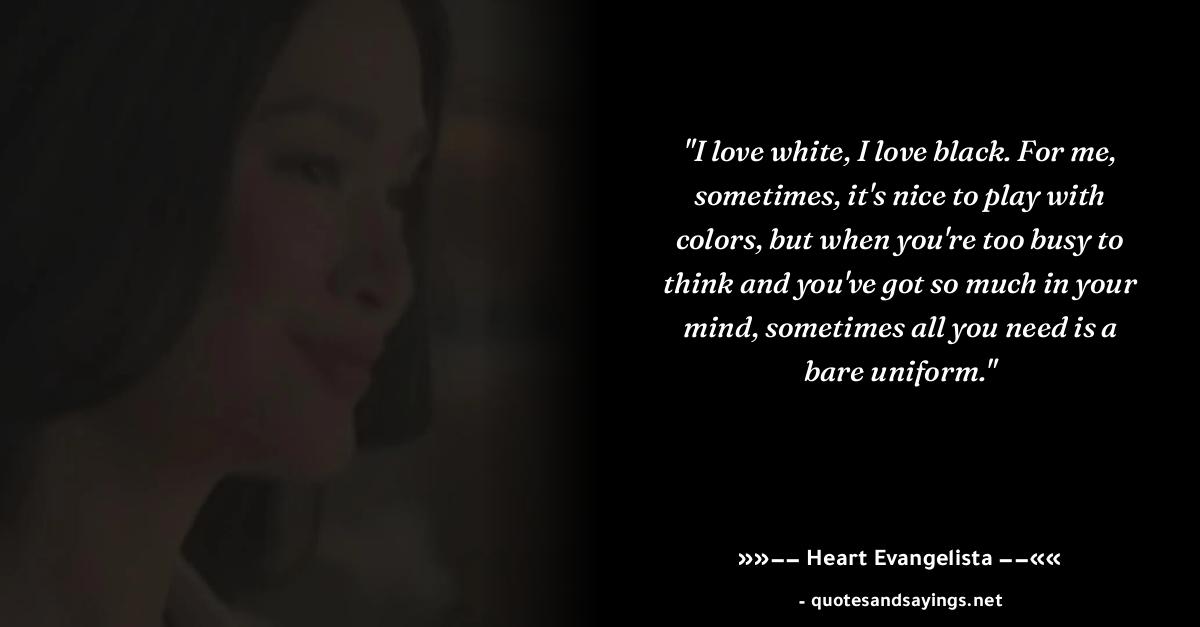 "I love white, I love black. For me,
sometimes, it's nice to play with
colors, but when you're too busy to
think and you've got so much in your
mind, sometimes all you need is a
bare uniform."
»»–– Heart Evangelista ––««
- quotesandsayings.net